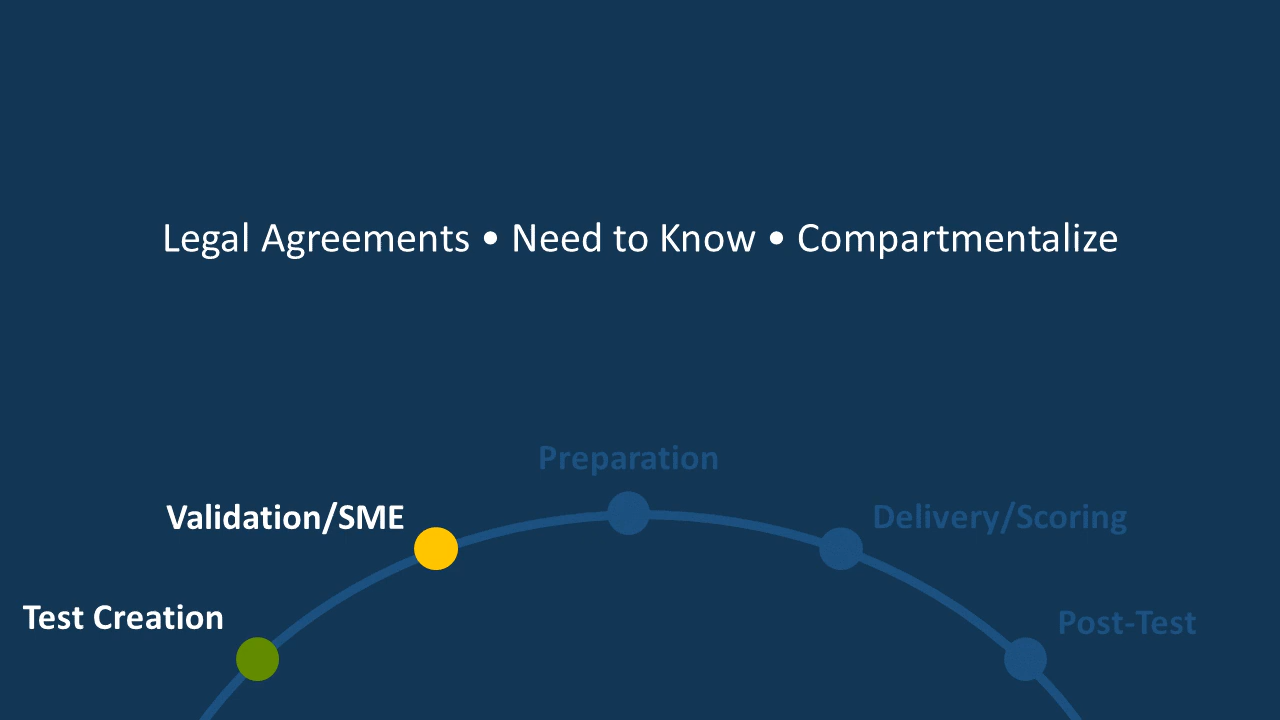 Legal Agreements • Need to Know • Compartmentalize
Preparation
Validation/SME
Delivery/Scoring
Test Creation
Post-Test